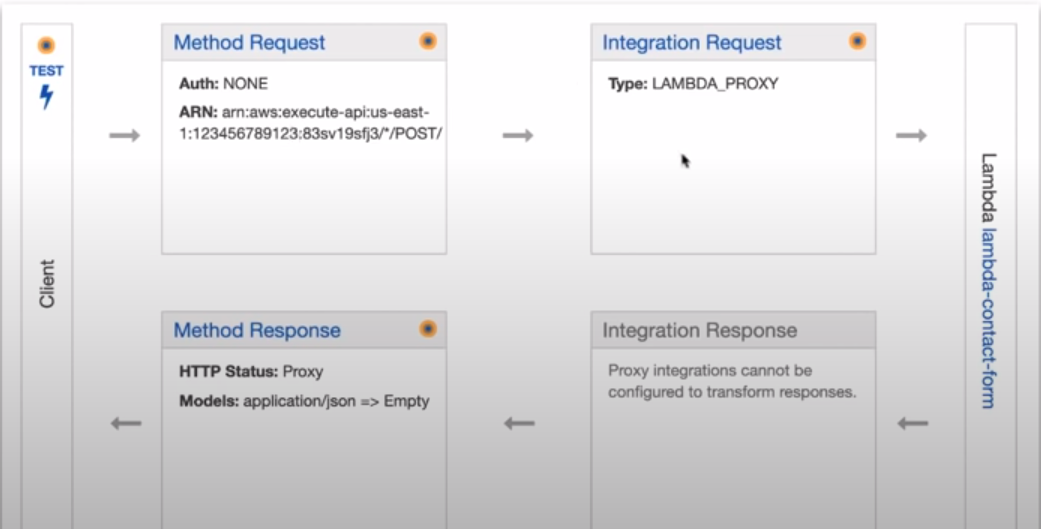 TEST
Client
Method Request
Auth: NONE
ARN: arn:aws:execute-api:us-east-
1:123456789123:83sv19sfj3/*/POST/
Integration Request
Type: LAMBDA_PROXY
Lambda lambda-contact-form
Method Response
HTTP Status: Proxy
Models: application/json => Empty
Integration Response
Proxy integrations cannot be
configured to transform responses.